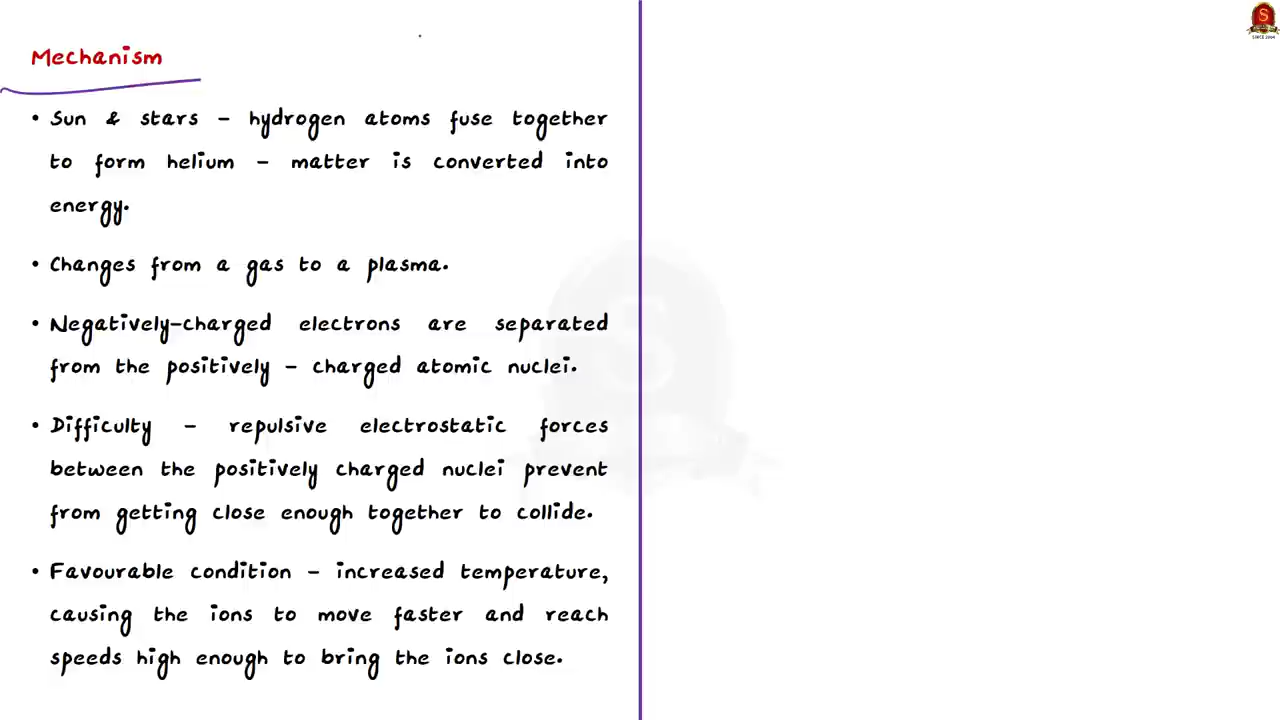 Mechanism
• Sun & stars – hydrogen atoms fuse together
to form helium – matter is converted into
energy.
• Changes from a gas to a plasma.
• Negatively-charged electrons are separated
from the positively – charged atomic nuclei.
• Difficulty – repulsive electrostatic forces
between the positively charged nuclei prevent
from getting close enough together to collide.
• Favourable condition – increased temperature,
causing the ions to move faster and reach
speeds high enough to bring the ions close.
S
SINCE 2004